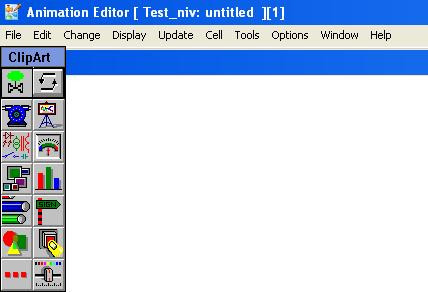 Animation Editor [ Test_niv: untitled ][1]
File Edit Change Display Update Cell Tools Options Window Help
ClipArt